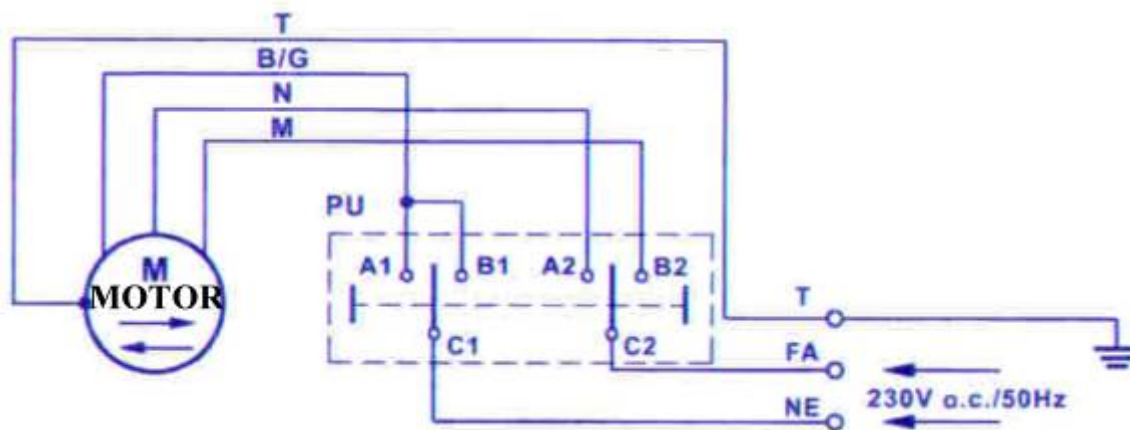 T
B/G
N
M
PU
A1 B1 A2 B2
M
MOTOR
T
C1 C2
FA
230V a.c./50Hz
NE